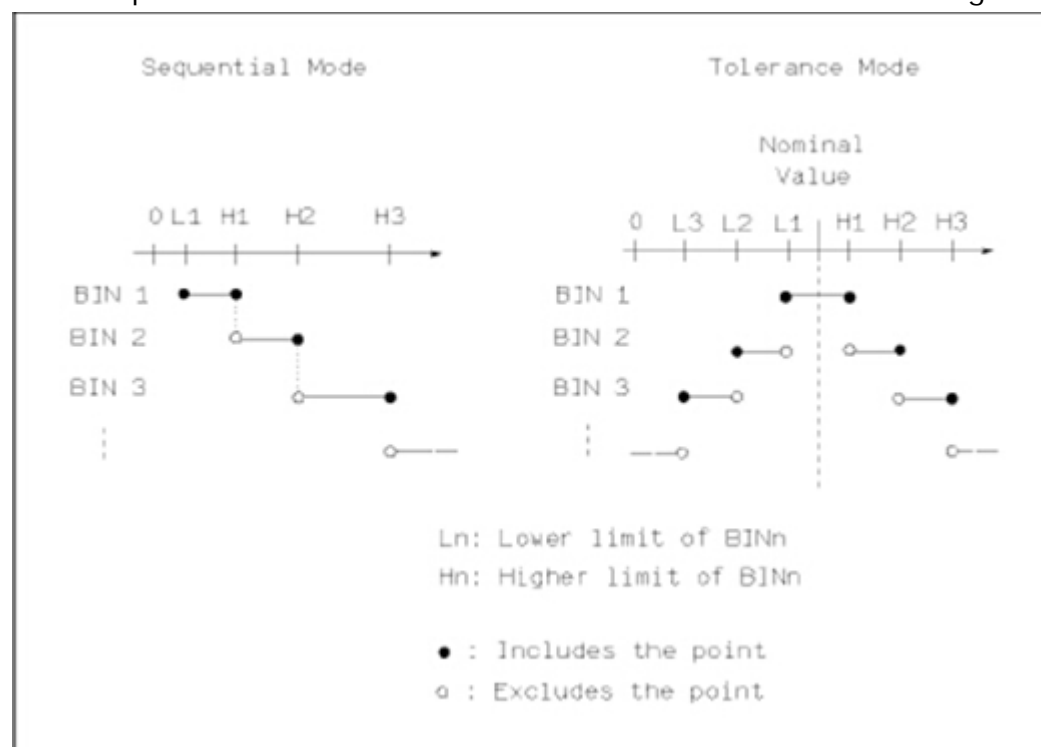 Sequential Mode
Tolerance Mode
Nominal
Value
0 L1 H1 H2 H3
0 L3 L2 L1 H1 H2 H3
BIN 1
BIN 2
BIN 3
BIN 1
BIN 2
BIN 3
Ln: Lower limit of BINn
Hn: Higher limit of BINn
● : Includes the point
○ : Excludes the point